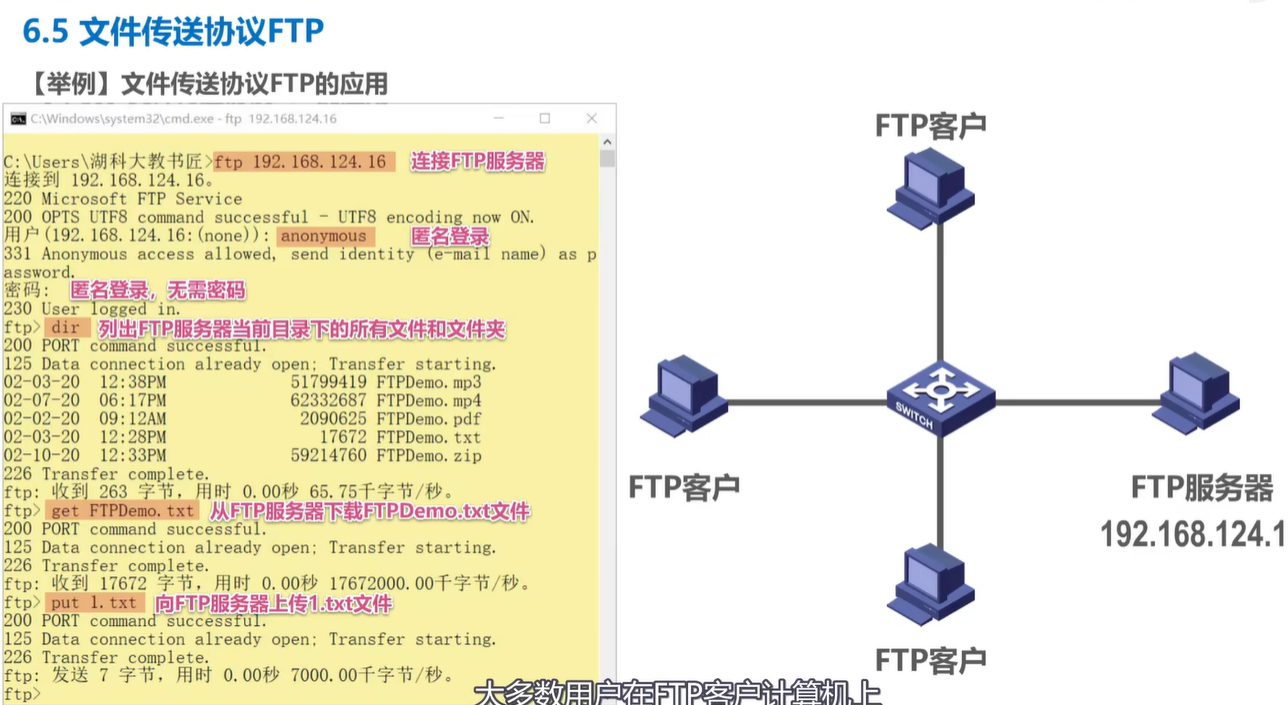 6.5 文件传送协议FTP
【举例】文件传送协议FTP的应用
C:\Windows\system32\cmd.exe - ftp  192.168.124.16
C:\Users\湖科大教书匠>ftp 192.168.124.16 连接FTP服务器
连接到 192.168.124.16。
220 Microsoft FTP Service
200 OPTS UTF8 command successful - UTF8 encoding now ON.
用户(192.168.124.16:(none)): anonymous 匿名登录
331 Anonymous access allowed, send identity (e-mail name) as p
assword.
密码: 匿名登录，无需密码
230 User logged in.
ftp> dir 列出FTP服务器当前目录下的所有文件和文件夹
200 PORT command successful.
125 Data connection already open; Transfer starting.
02-03-20  12:38PM             51799419 FTPDemo.mp3
02-07-20  06:17PM             62332687 FTPDemo.mp4
02-02-20  09:12AM              2090625 FTPDemo.pdf
02-03-20  12:28PM                17672 FTPDemo.txt
02-10-20  12:33PM             59214760 FTPDemo.zip
226 Transfer complete.
ftp: 收到 263 字节，用时 0.00秒 65.75千字节/秒。
ftp> get FTPDemo.txt 从FTP服务器下载FTPDemo.txt文件
200 PORT command successful.
125 Data connection already open; Transfer starting.
226 Transfer complete.
ftp: 收到 17672 字节，用时 0.00秒 17672000.00千字节/秒。
ftp> put 1.txt 向FTP服务器上传1.txt文件
200 PORT command successful.
125 Data connection already open; Transfer starting.
226 Transfer complete.
ftp: 发送 7 字节，用时 0.00秒 7000.00千字节/秒。
ftp>
FTP客户
SWITCH
FTP客户
FTP服务器
192.168.124.1
FTP客户
大多数用户在FTP客户计算机上